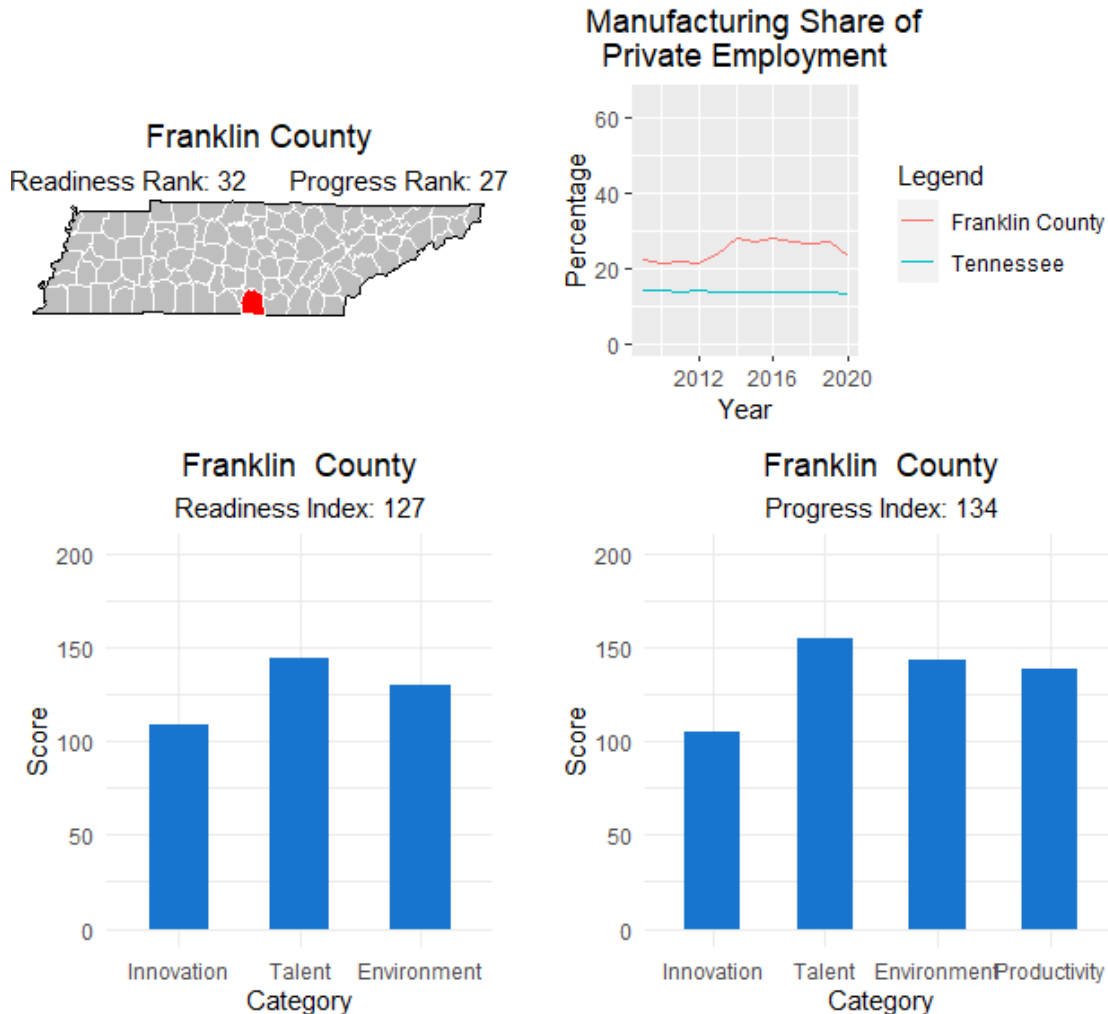 Franklin County
Readiness Rank: 32 Progress Rank: 27
Manufacturing Share of
Private Employment
60
40
20
0
Percentage
2012 2016 2020
Year
Legend
Franklin County
Tennessee
Franklin  County
Readiness Index: 127
200
150
100
50
0
Score
Innovation Talent Environment
Category
Franklin  County
Progress Index: 134
200
150
100
50
0
Score
Innovation Talent Environment Productivity
Category